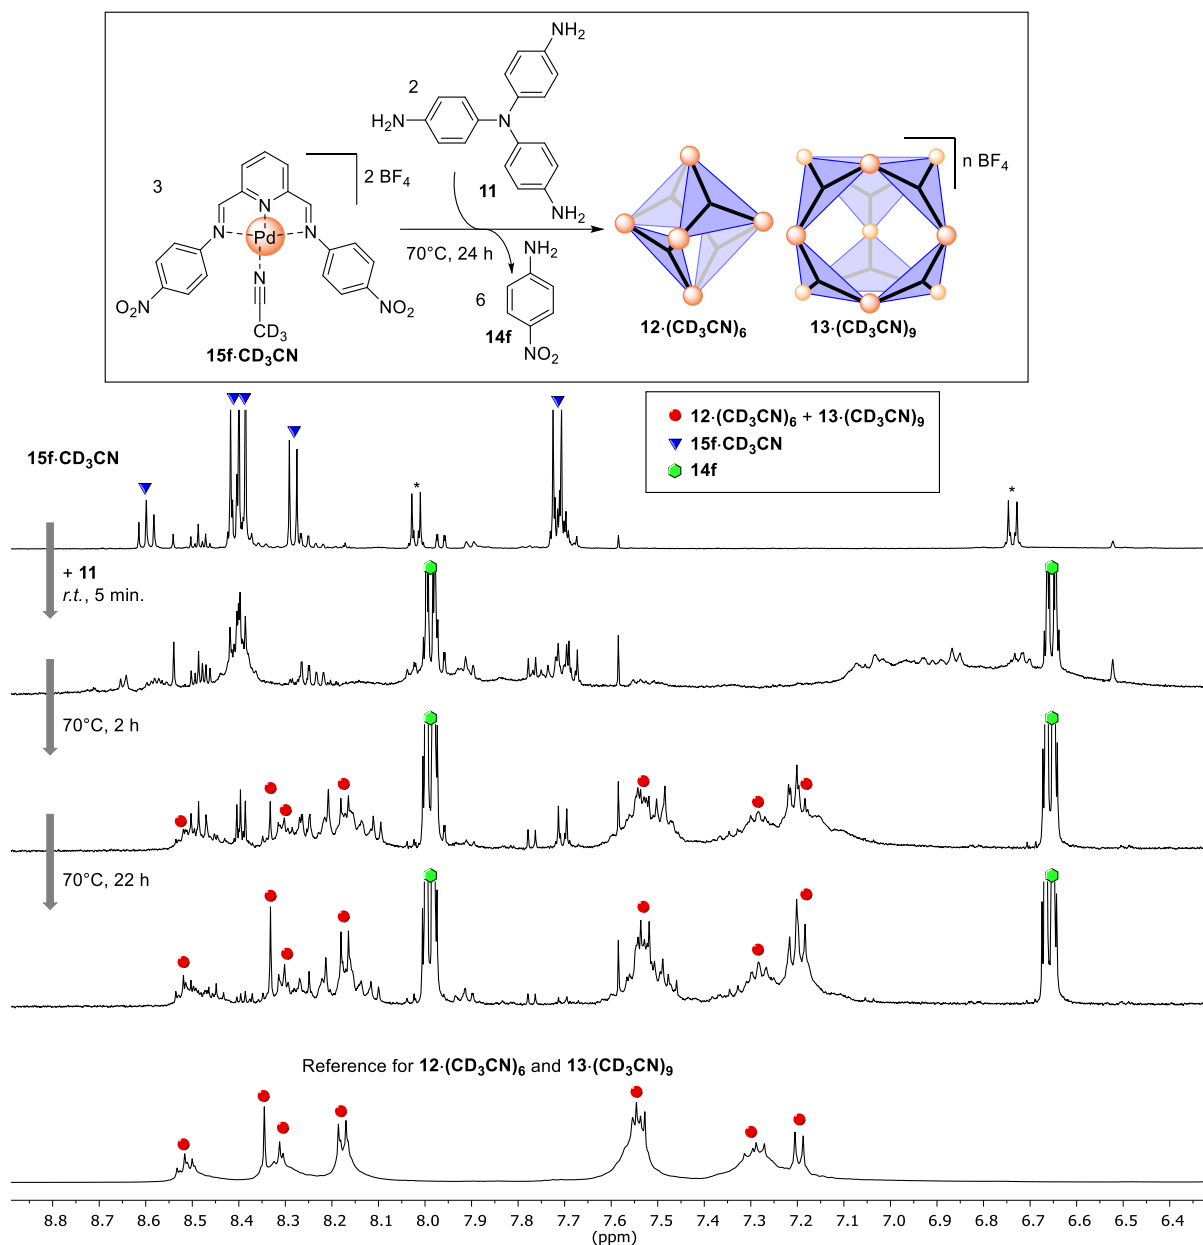 NH₂
2
H₂N
N
11
NH₂
3
2 BF₄
N
N
Pd
N
N
NO₂
NO₂
CD₃
15f·CD₃CN
70°C, 24 h
NH₂
6
14f
NO₂
12·(CD₃CN)₆
13·(CD₃CN)₉
n BF₄
12·(CD₃CN)₆ + 13·(CD₃CN)₉
15f·CD₃CN
14f
15f·CD₃CN
*
*
+ 11
r.t., 5 min.
70°C, 2 h
70°C, 22 h
Reference for 12·(CD₃CN)₆ and 13·(CD₃CN)₉
8.8 8.7 8.6 8.5 8.4 8.3 8.2 8.1 8.0 7.9 7.8 7.7 7.6 7.5 7.4 7.3 7.2 7.1 7.0 6.9 6.8 6.7 6.6 6.5 6.4
(ppm)